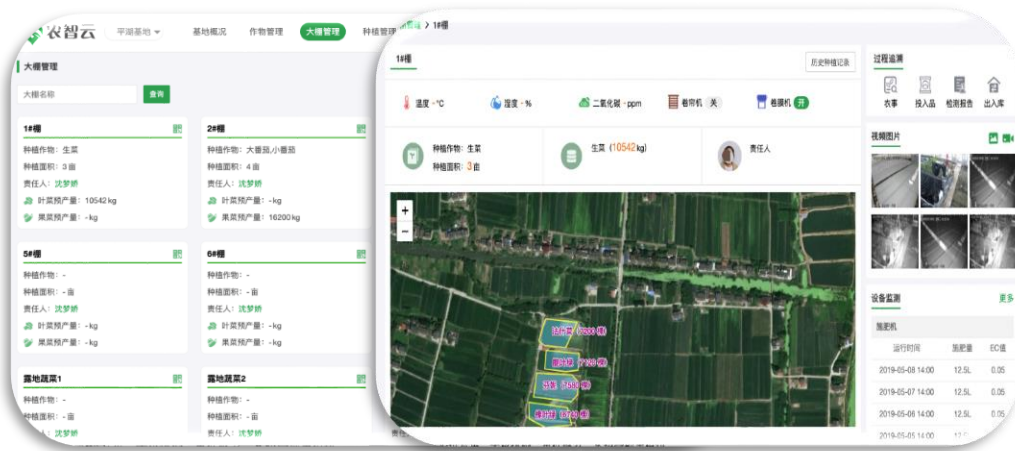 农智云
平湖基地
基地概况
作物管理
大棚管理
种植管理
大棚管理
大棚名称
查询
1#棚
种植作物: 生菜
种植面积: 3亩
责任人: 沈梦娇
叶菜预产量: 10542kg
果菜预产量: -kg
2#棚
种植作物: 大番茄,小番茄
种植面积: 4亩
责任人: 沈梦娇
叶菜预产量: -kg
果菜预产量: 16200kg
5#棚
种植作物: -
种植面积: -亩
责任人: 沈梦娇
叶菜预产量: -kg
果菜预产量: -kg
6#棚
种植作物: -
种植面积: -亩
责任人: 沈梦娇
叶菜预产量: -kg
果菜预产量: -kg
露地蔬菜1
种植作物: -
种植面积: -亩
责任人: 沈梦娇
露地蔬菜2
种植作物: -
种植面积: -亩
责任人: 沈梦娇
> 1#棚
1#棚
历史种植记录
温度 -℃
湿度 -%
二氧化碳 -ppm
卷帘机 关
卷膜机 开
种植作物: 生菜
种植面积: 3亩
生菜 (10542kg)
责任人
+
−
过程追溯
农事
投入品
检测报告
出入库
视频图片
设备监测
更多
施肥机
运行时间 施肥量 EC值
2019-05-08 14:00 12.5L 0.05
2019-05-07 14:00 12.5L 0.05
2019-05-06 14:00 12.5L 0.05
2019-05-05 14:00